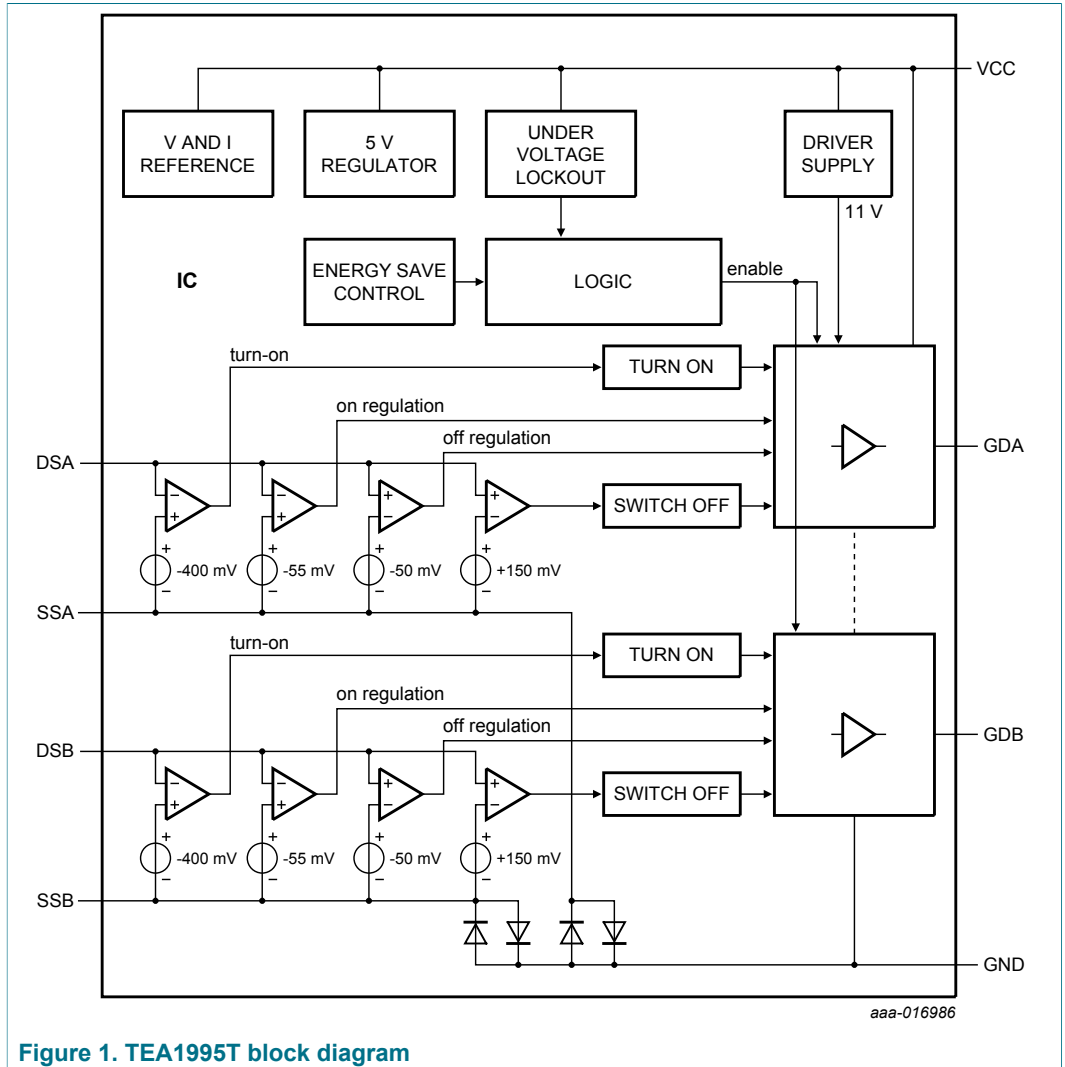 VCC
V AND I
REFERENCE
5 V
REGULATOR
UNDER
VOLTAGE
LOCKOUT
DRIVER
SUPPLY
11 V
IC
ENERGY SAVE
CONTROL
LOGIC
enable
turn-on
TURN ON
on regulation
off regulation
DSA
GDA
− + − + + − + −
SWITCH OFF
+ + + +
-400 mV -55 mV -50 mV +150 mV
− − − −
SSA
turn-on
TURN ON
on regulation
off regulation
DSB
GDB
− + − + + − + −
SWITCH OFF
+ + + +
-400 mV -55 mV -50 mV +150 mV
− − − −
SSB
GND
aaa-016986
Figure 1. TEA1995T block diagram